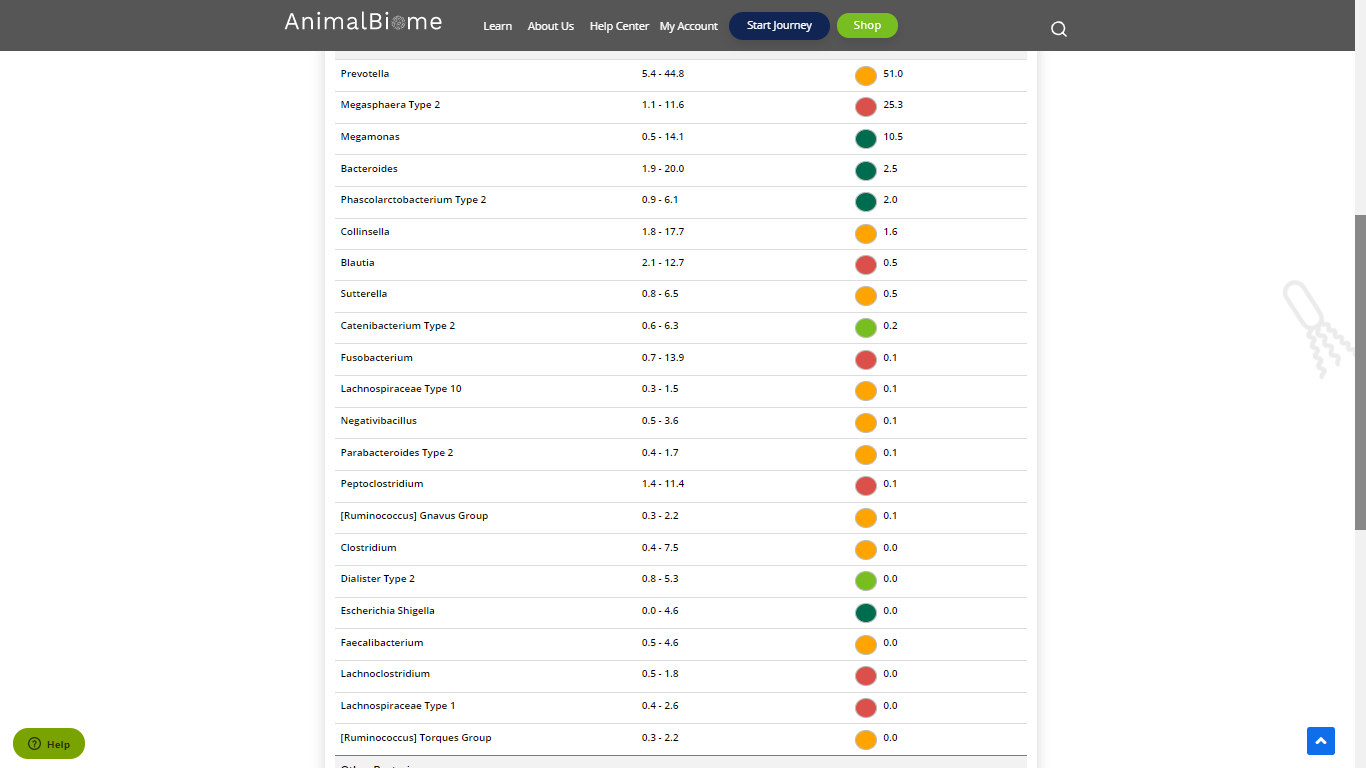 AnimalBiome Learn About Us Help Center My Account Start Journey Shop
Prevotella 5.4 - 44.8 51.0
Megasphaera Type 2 1.1 - 11.6 25.3
Megamonas 0.5 - 14.1 10.5
Bacteroides 1.9 - 20.0 2.5
Phascolarctobacterium Type 2 0.9 - 6.1 2.0
Collinsella 1.8 - 17.7 1.6
Blautia 2.1 - 12.7 0.5
Sutterella 0.8 - 6.5 0.5
Catenibacterium Type 2 0.6 - 6.3 0.2
Fusobacterium 0.7 - 13.9 0.1
Lachnospiraceae Type 10 0.3 - 1.5 0.1
Negativibacillus 0.5 - 3.6 0.1
Parabacteroides Type 2 0.4 - 1.7 0.1
Peptoclostridium 1.4 - 11.4 0.1
[Ruminococcus] Gnavus Group 0.3 - 2.2 0.1
Clostridium 0.4 - 7.5 0.0
Dialister Type 2 0.8 - 5.3 0.0
Escherichia Shigella 0.0 - 4.6 0.0
Faecalibacterium 0.5 - 4.6 0.0
Lachnoclostridium 0.5 - 1.8 0.0
Lachnospiraceae Type 1 0.4 - 2.6 0.0
[Ruminococcus] Torques Group 0.3 - 2.2 0.0
Help